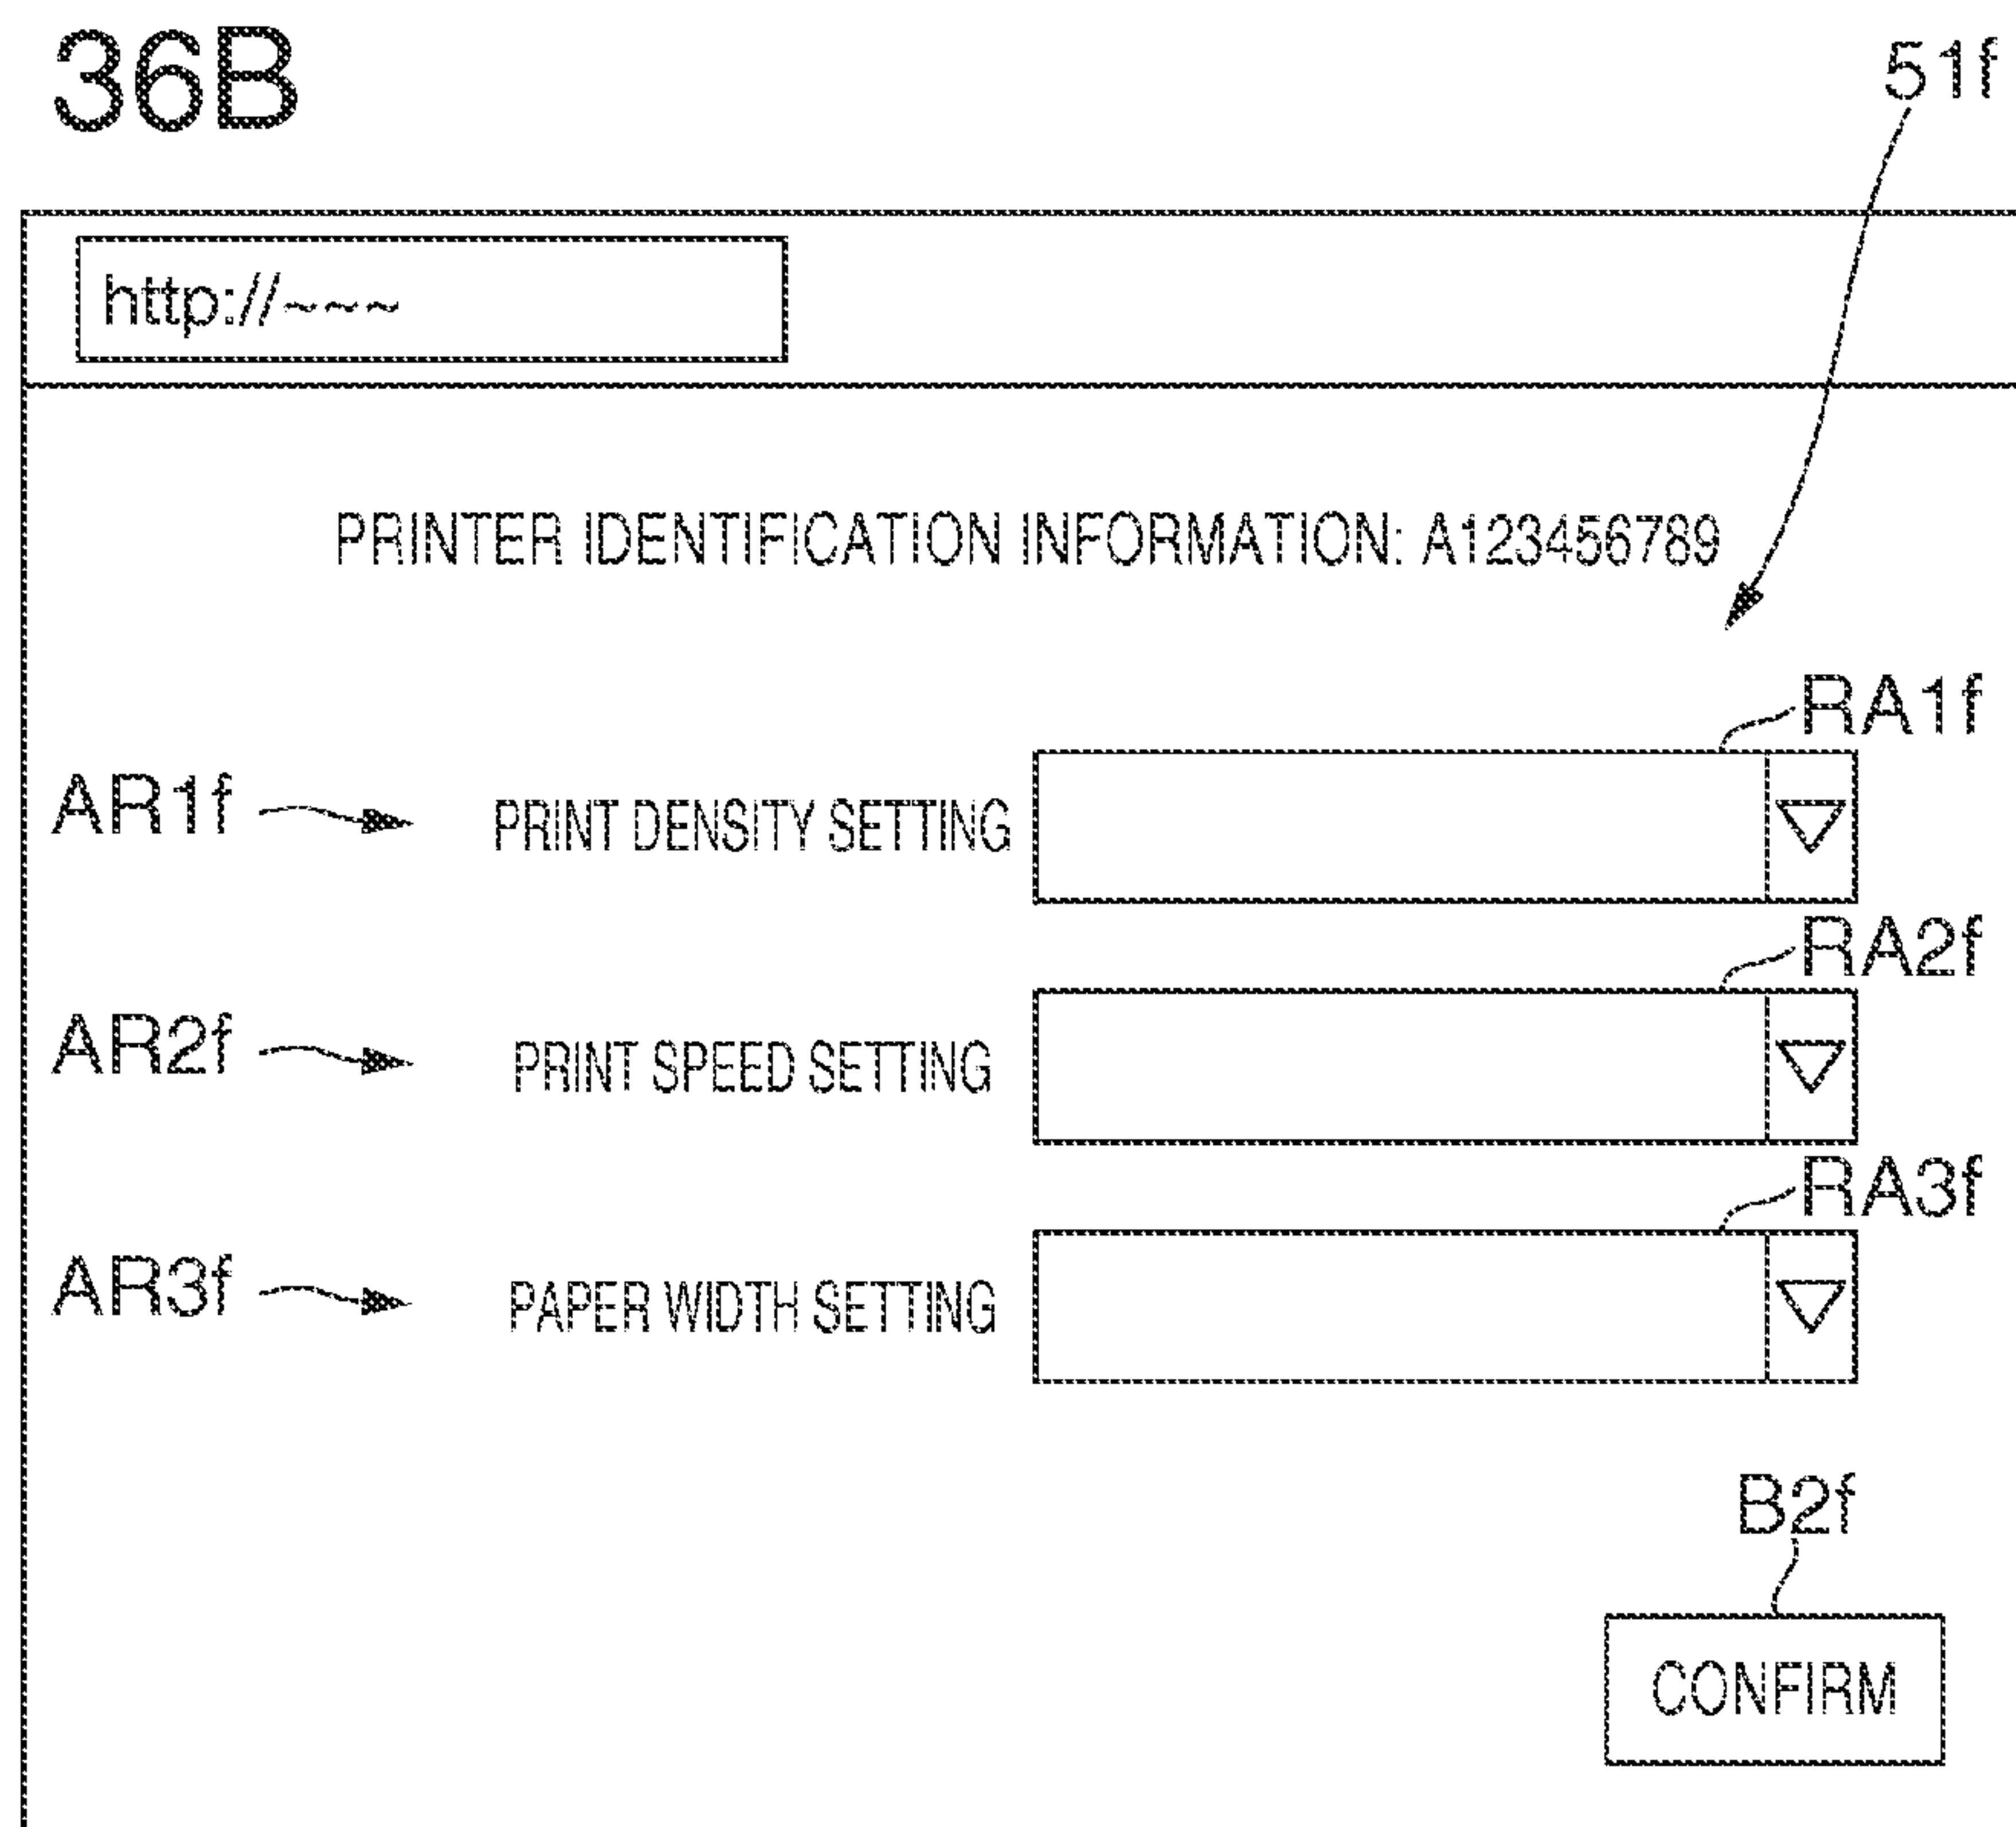 36B
51f
http://~~~
PRINTER IDENTIFICATION INFORMATION: A123456789
RA1f
AR1f PRINT DENSITY SETTING
RA2f
AR2f PRINT SPEED SETTING
RA3f
AR3f PAPER WIDTH SETTING
B2f
CONFIRM